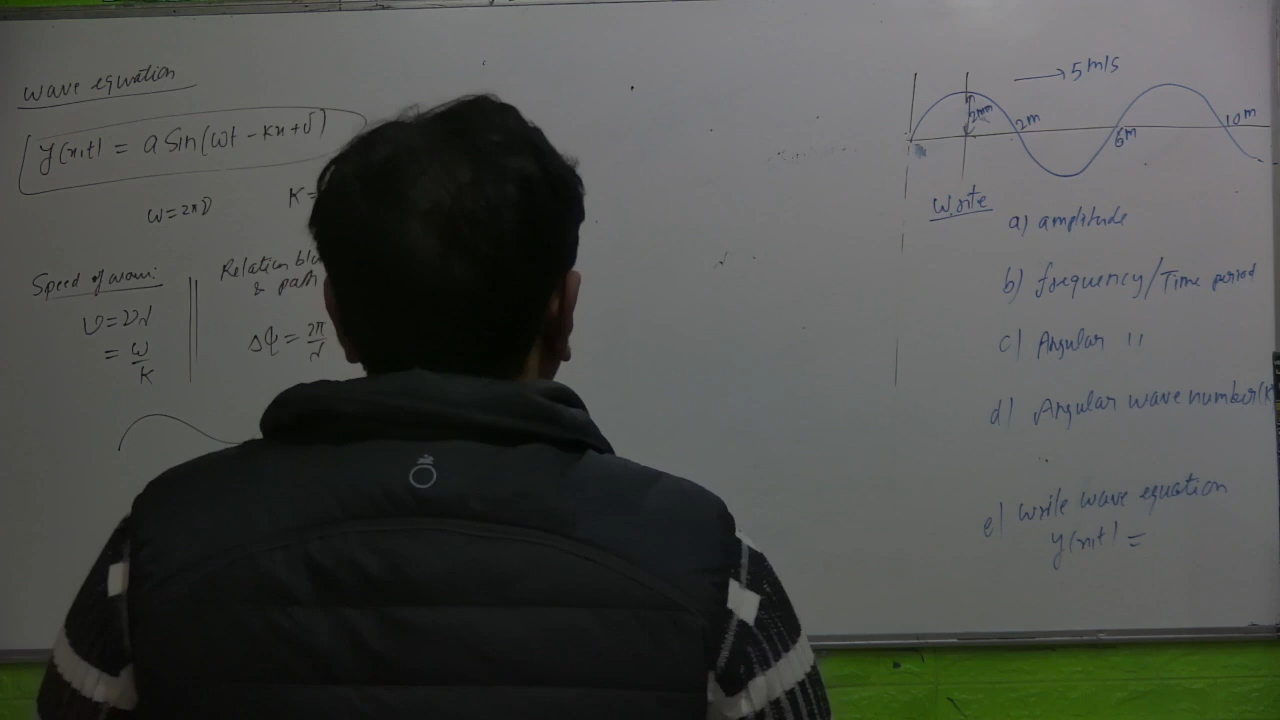 wave equation
y(x,t) = a sin(ωt - kx + δ)
ω = 2πν
K =
Speed of wave:
υ = νλ
= ω/K
Relation b/w
& path
Δφ = 2π/λ
→ 5 m/s
2mm
2m
6m
10m
Write
a) amplitude
b) frequency/Time period
c) Angular ,,
d) Angular wave number(K
e) write wave equation
y(x,t) =